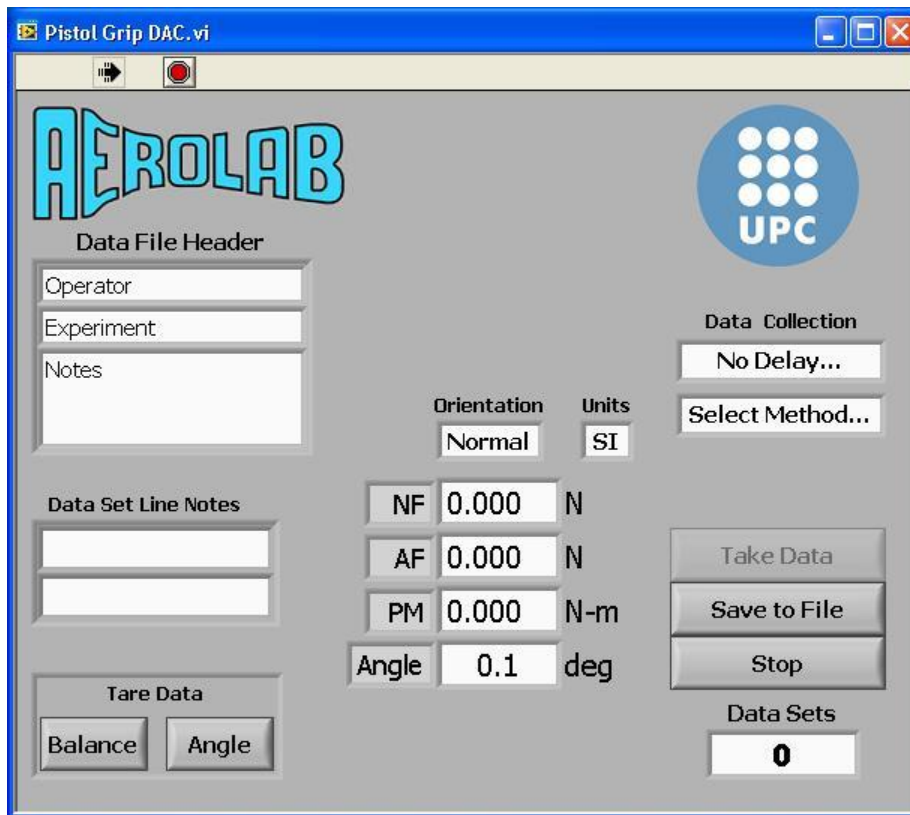 Pistol Grip DAC.vi
AEROLAB
UPC
Data File Header
Operator
Experiment
Notes
Data Collection
No Delay...
Select Method...
Orientation Units
Normal SI
Data Set Line Notes
NF 0.000 N
AF 0.000 N
PM 0.000 N-m
Angle 0.1 deg
Take Data
Save to File
Stop
Tare Data
Balance Angle
Data Sets
0